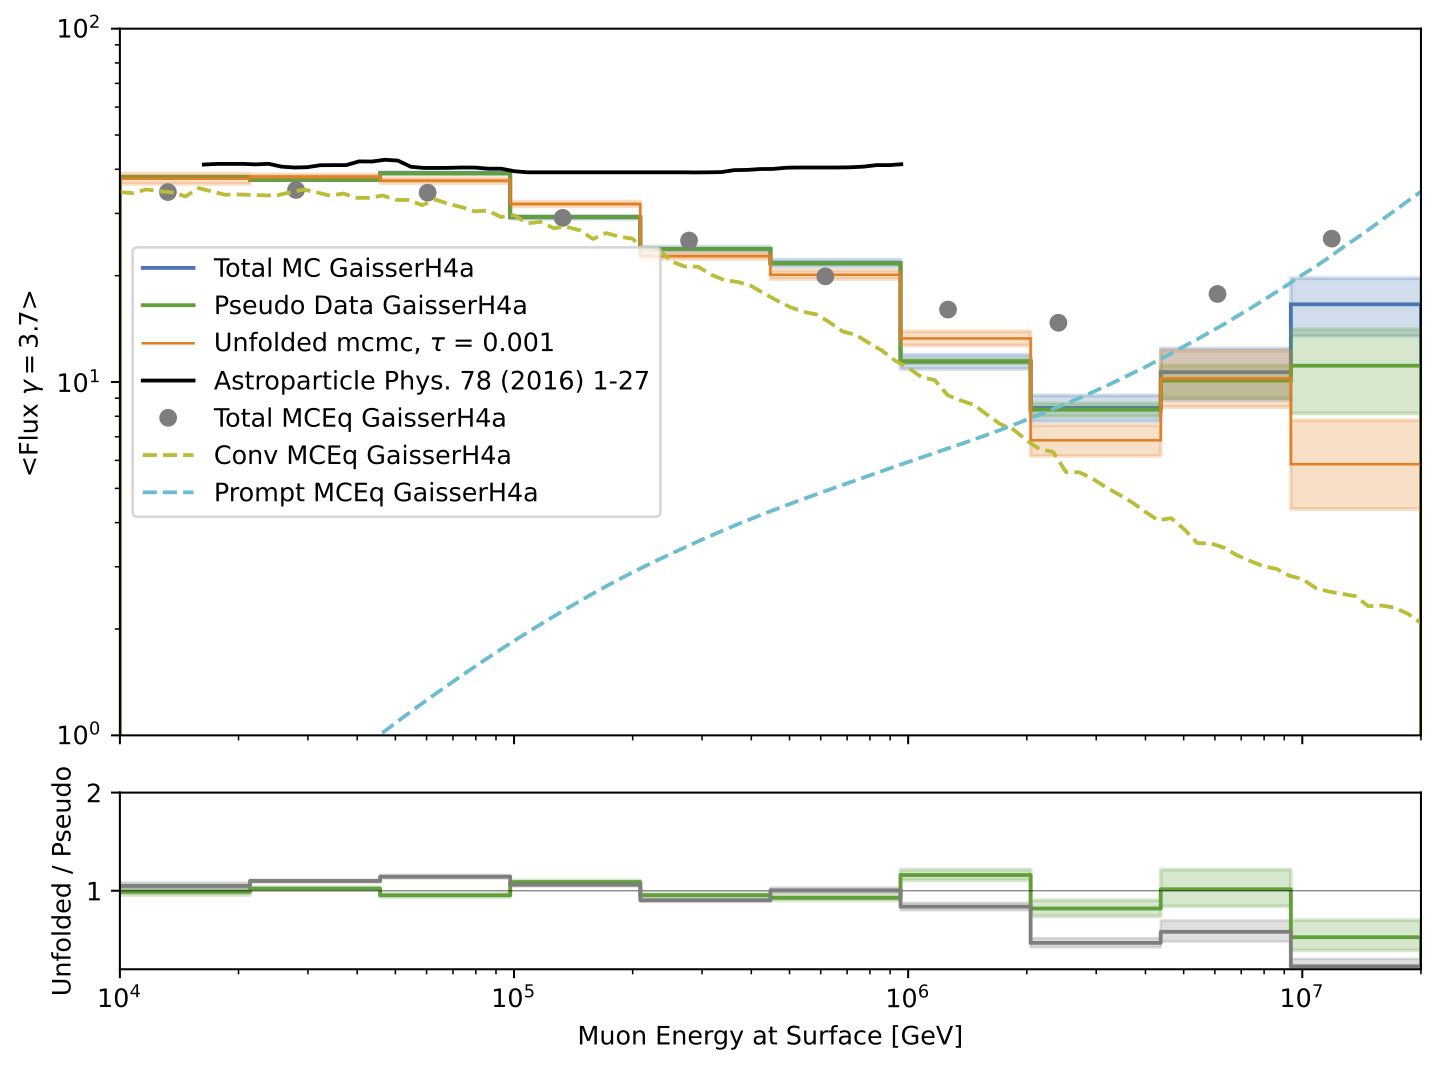 10²
10¹
10⁰
<Flux γ = 3.7>
Total MC GaisserH4a
Pseudo Data GaisserH4a
Unfolded mcmc, τ = 0.001
Astroparticle Phys. 78 (2016) 1-27
Total MCEq GaisserH4a
Conv MCEq GaisserH4a
Prompt MCEq GaisserH4a
2
1
Unfolded / Pseudo
10⁴ 10⁵ 10⁶ 10⁷
Muon Energy at Surface [GeV]